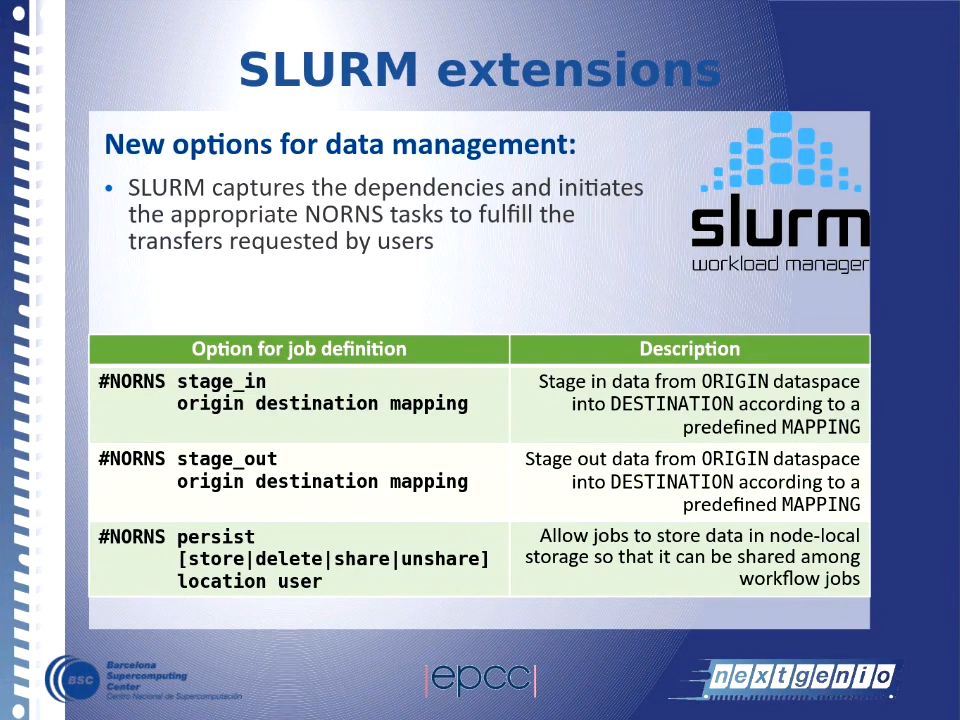 SLURM extensions
New options for data management:
• SLURM captures the dependencies and initiates
the appropriate NORNS tasks to fulfill the
transfers requested by users
slurm
workload manager
Option for job definition
Description
#NORNS stage_in
origin destination mapping
Stage in data from ORIGIN dataspace
into DESTINATION according to a
predefined MAPPING
#NORNS stage_out
origin destination mapping
Stage out data from ORIGIN dataspace
into DESTINATION according to a
predefined MAPPING
#NORNS persist
[store|delete|share|unshare]
location user
Allow jobs to store data in node-local
storage so that it can be shared among
workflow jobs
BSC
Barcelona
Supercomputing
Center
Centro Nacional de Supercomputación
epcc
nextgenio